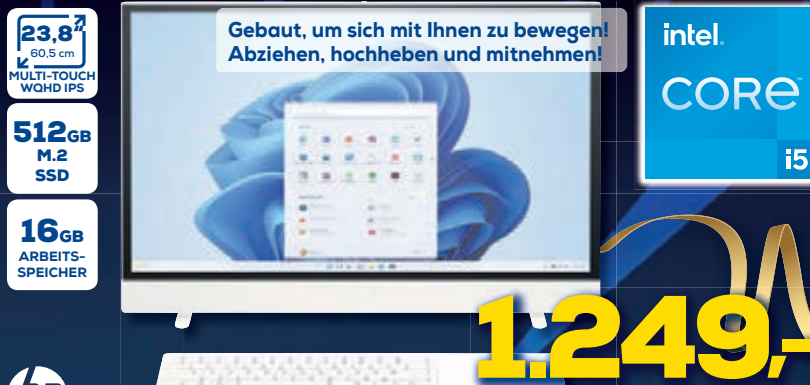 Gebaut, um sich mit Ihnen zu bewegen!
Abziehen, hochheben und mitnehmen!
23,8"
60,5 cm
MULTI-TOUCH
WQHD IPS
512GB
M.2
SSD
16GB
ARBEITS-
SPEICHER
intel.
CORE
i5
1.249,-
hp